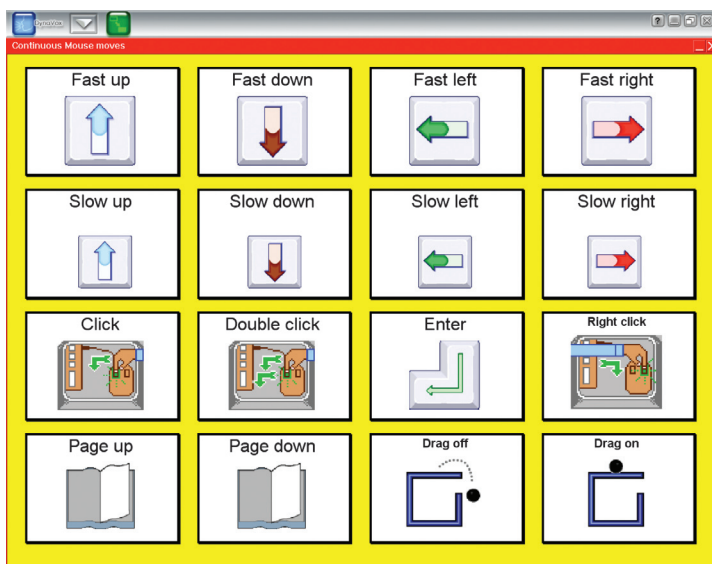 Dynavox
?
Continuous Mouse moves
Fast up
Fast down
Fast left
Fast right
Slow up
Slow down
Slow left
Slow right
Click
Double click
Enter
Right click
Page up
Page down
Drag off
Drag on